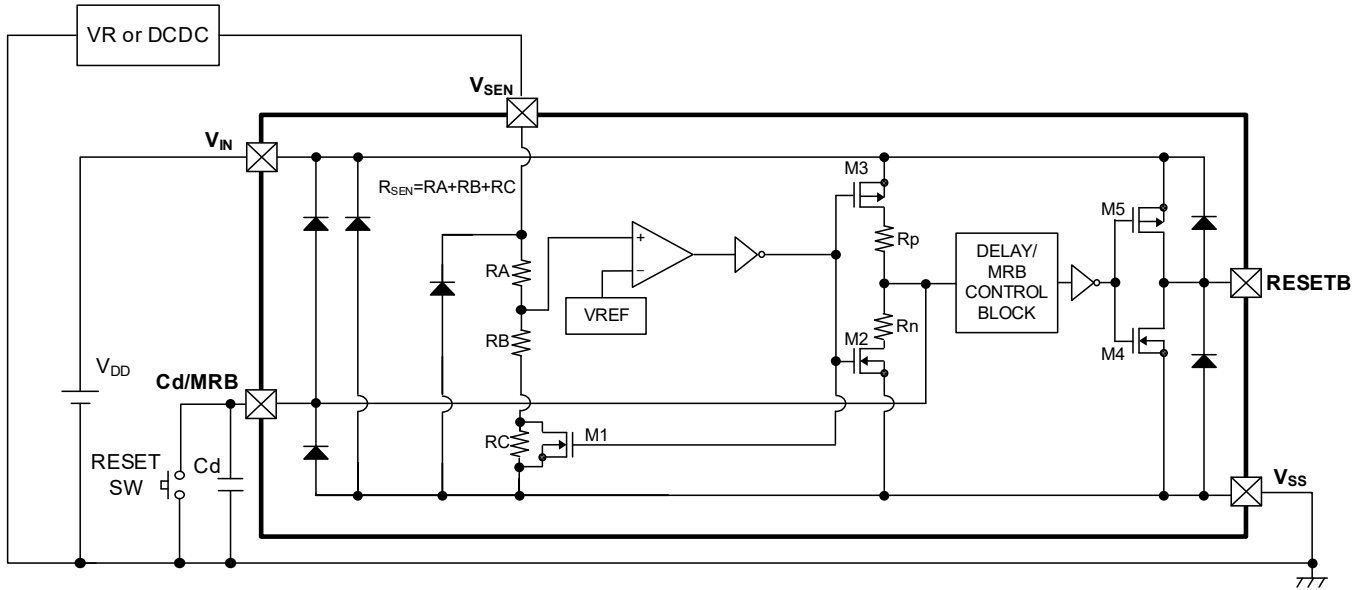 VR or DCDC
VSEN
VIN
RSEN=RA+RB+RC
M3
M5
RA
Rp
DELAY/
MRB
CONTROL
BLOCK
RESETB
VREF
RB
Rn
M2
M4
VDD
Cd/MRB
RC
M1
RESET
SW
Cd
VSS
+
−